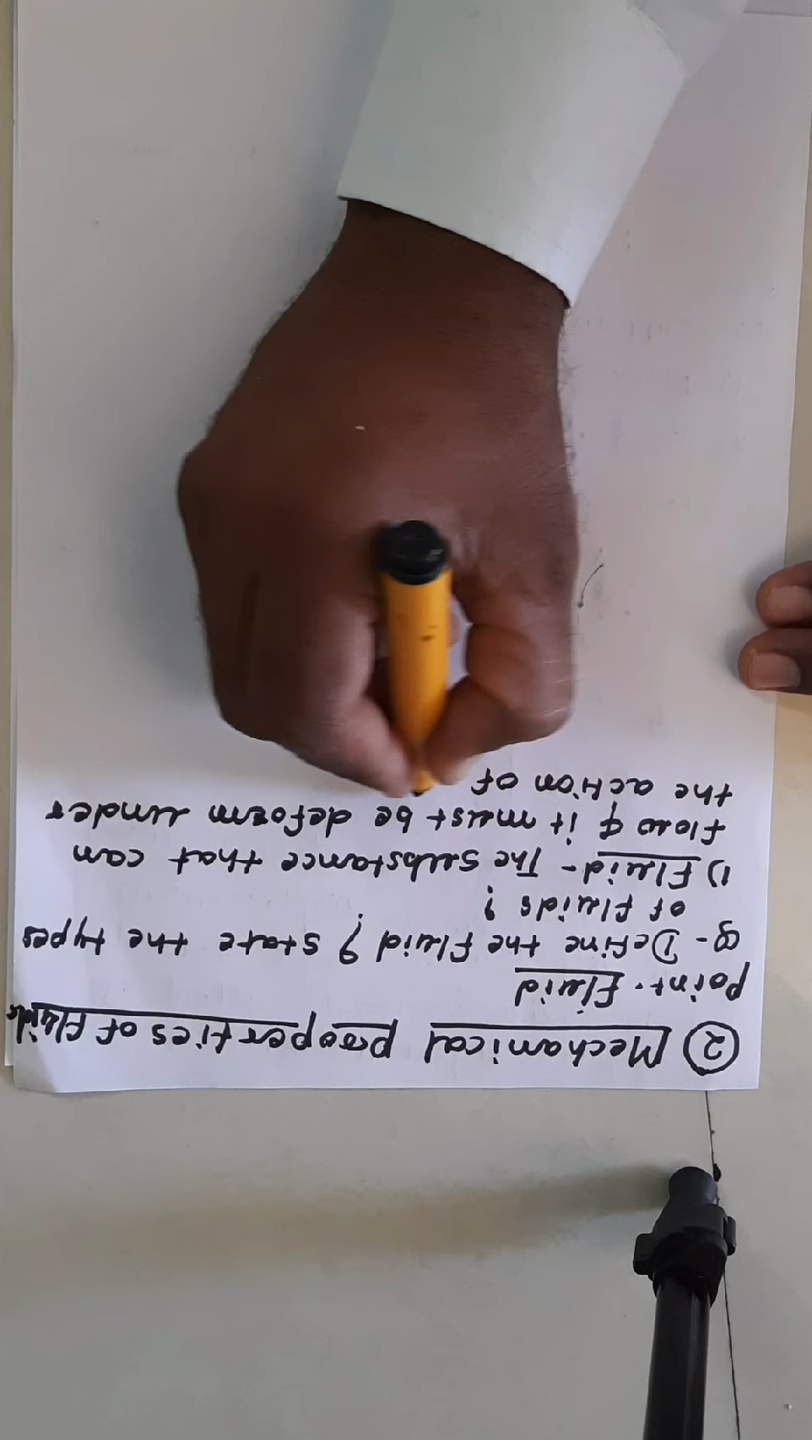 ② Mechanical properties of Fluids
Point. Fluid
Q - Define the fluid? State the types
of fluids?
1) Fluid - The Substance that can
flow & it must be deform under
the action of